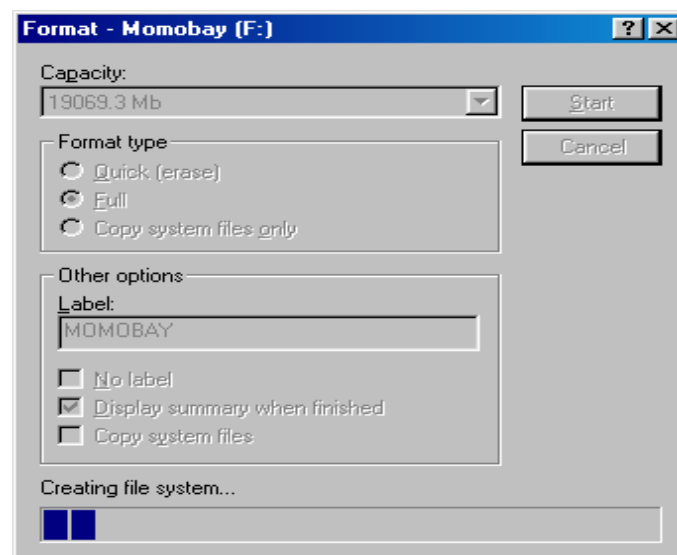 Format - Momobay (F:)
Capacity:
19069.3 Mb
Start
Cancel
Format type
Quick (erase)
Full
Copy system files only
Other options
Label:
MOMOBAY
No label
Display summary when finished
Copy system files
Creating file system...